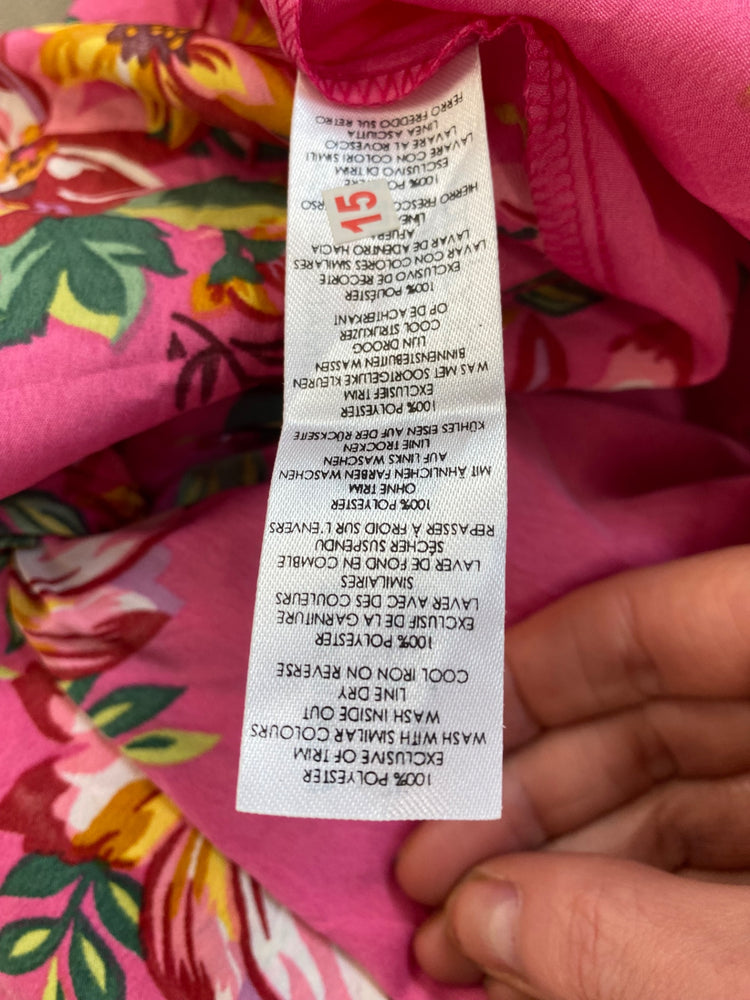 100% POLYESTER
EXCLUSIVE OF TRIM
WASH WITH SIMILAR COLOURS
WASH INSIDE OUT
LINE DRY
COOL IRON ON REVERSE
100% POLYESTER
EXCLUSIF DE LA GARNITURE
LAVER AVEC DES COULEURS
SIMILAIRES
LAVER DE FOND EN COMBLE
SÉCHER SUSPENDU
REPASSER À FROID SUR L'ENVERS
100% POLYESTER
OHNE TRIM
MIT ÄHNLICHEN FARBEN WASCHEN
AUF LINKS WASCHEN
LINIE TROCKEN
KÜHLES EISEN AUF DER RÜCKSEITE
100% POLYESTER
EXCLUSIEF TRIM
WAS MET SOORTGELIJKE KLEUREN
BINNENSTEBUITEN WASSEN
LIJN DROOG
COOL STRIJKIJZER
OP DE ACHTERKANT
100% POLIÉSTER
EXCLUSIVO DE RECORTE
LAVAR CON COLORES SIMILARES
LAVAR DE ADENTRO HACIA
AFUERA
HIERRO FRESCO
15
100% POL
ESCLUSIVO DI TRIM
LAVARE CON COLORI SIMILI
LAVARE AL ROVESCIO
LINEA ASCIUTTA
FERRO FREDDO SUL RETRO